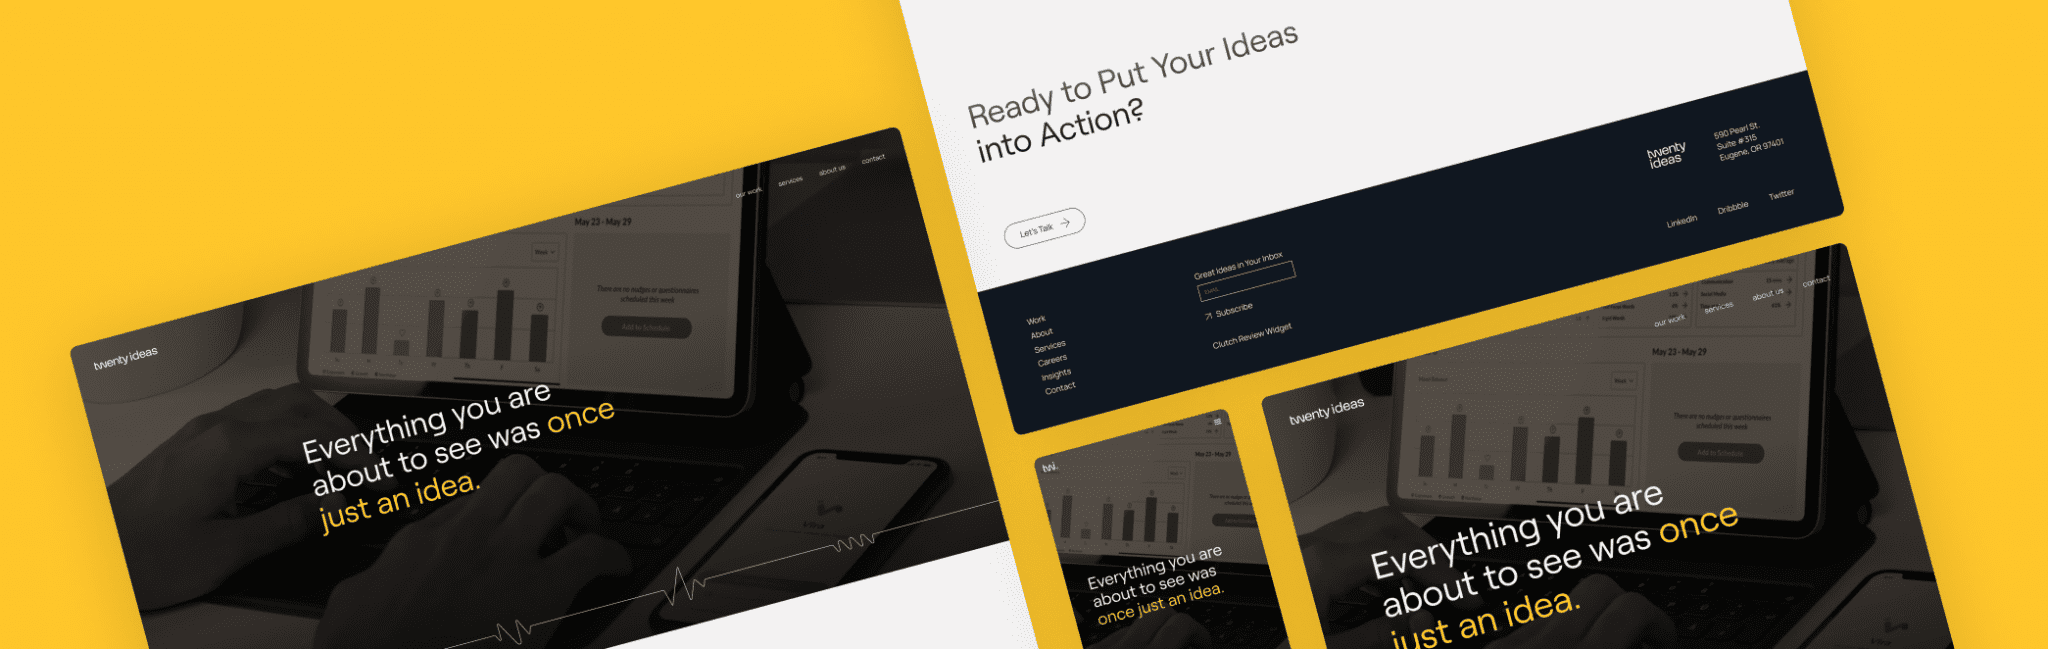 our work
services
about us
contact
May 23 - May 29
Week
There are no nudges or questionnaires
scheduled this week
Add to Schedule
twenty ideas
Everything you are
about to see was once
just an idea.
Ready to Put Your Ideas
into Action?
Let's Talk
Work
About
Services
Careers
Insights
Contact
Great Ideas in Your Inbox
EMAIL
Subscribe
Clutch Review Widget
twenty
ideas
590 Pearl St.
Suite #315
Eugene, OR 97401
LinkedIn
Dribbble
Twitter
tw.
May 23 - May 29
Everything you are
about to see was
once just an idea.
our work
services
about us
contact
May 23 - May 29
Week
There are no nudges or questionnaires
scheduled this week
Add to Schedule
twenty ideas
Everything you are
about to see was once
just an idea.